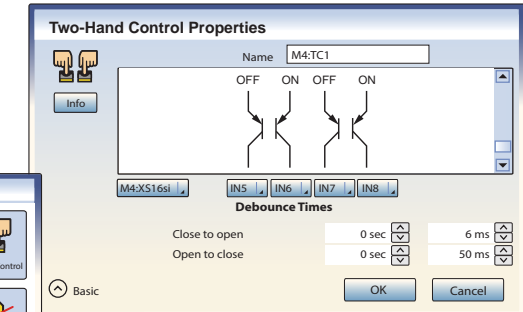 Two-Hand Control Properties
Name M4:TC1
OFF ON OFF ON
Info
M4:XS16si IN5 IN6 IN7 IN8
Debounce Times
Close to open 0 sec 6 ms
Open to close 0 sec 50 ms
ontrol
Basic OK Cancel